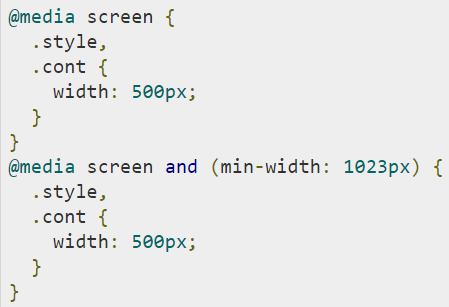 @media screen {
.style,
.cont {
width: 500px;
}
}
@media screen and (min-width: 1023px) {
.style,
.cont {
width: 500px;
}
}